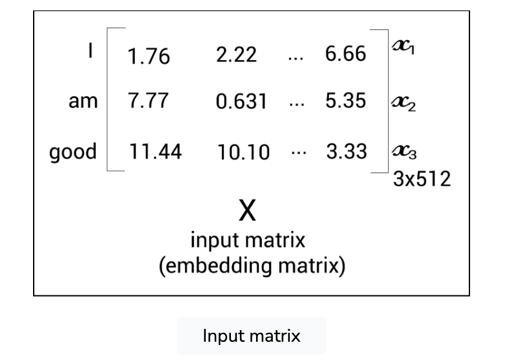 I 1.76 2.22 ... 6.66 x₁
am 7.77 0.631 ... 5.35 x₂
good 11.44 10.10 ... 3.33 x₃
3x512
X
input matrix
(embedding matrix)
Input matrix